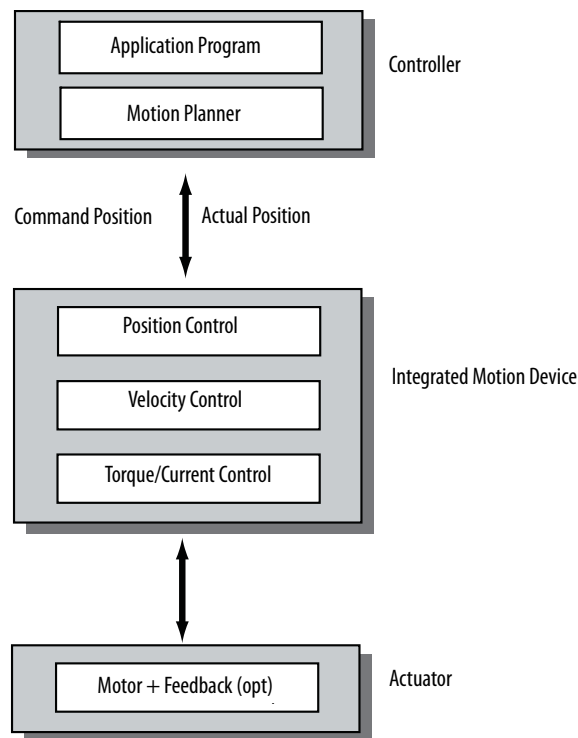 Application Program
Controller
Motion Planner
Command Position
Actual Position
Position Control
Integrated Motion Device
Velocity Control
Torque/Current Control
Motor + Feedback (opt)
Actuator